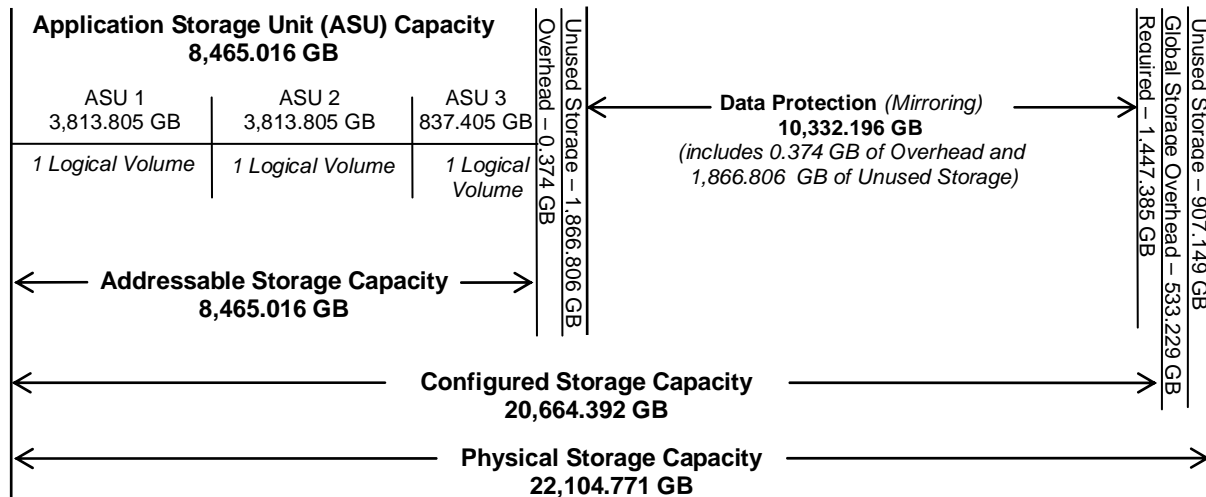 Application Storage Unit (ASU) Capacity
8,465.016 GB
ASU 1
3,813.805 GB
ASU 2
3,813.805 GB
ASU 3
837.405 GB
1 Logical Volume
1 Logical Volume
1 Logical
Volume
Overhead – 0.374 GB
Unused Storage – 1,866.806 GB
Data Protection (Mirroring)
10,332.196 GB
(includes 0.374 GB of Overhead and
1,866.806 GB of Unused Storage)
Required – 1,447.385 GB
Global Storage Overhead – 533.229 GB
Unused Storage – 907.149 GB
Addressable Storage Capacity
8,465.016 GB
Configured Storage Capacity
20,664.392 GB
Physical Storage Capacity
22,104.771 GB